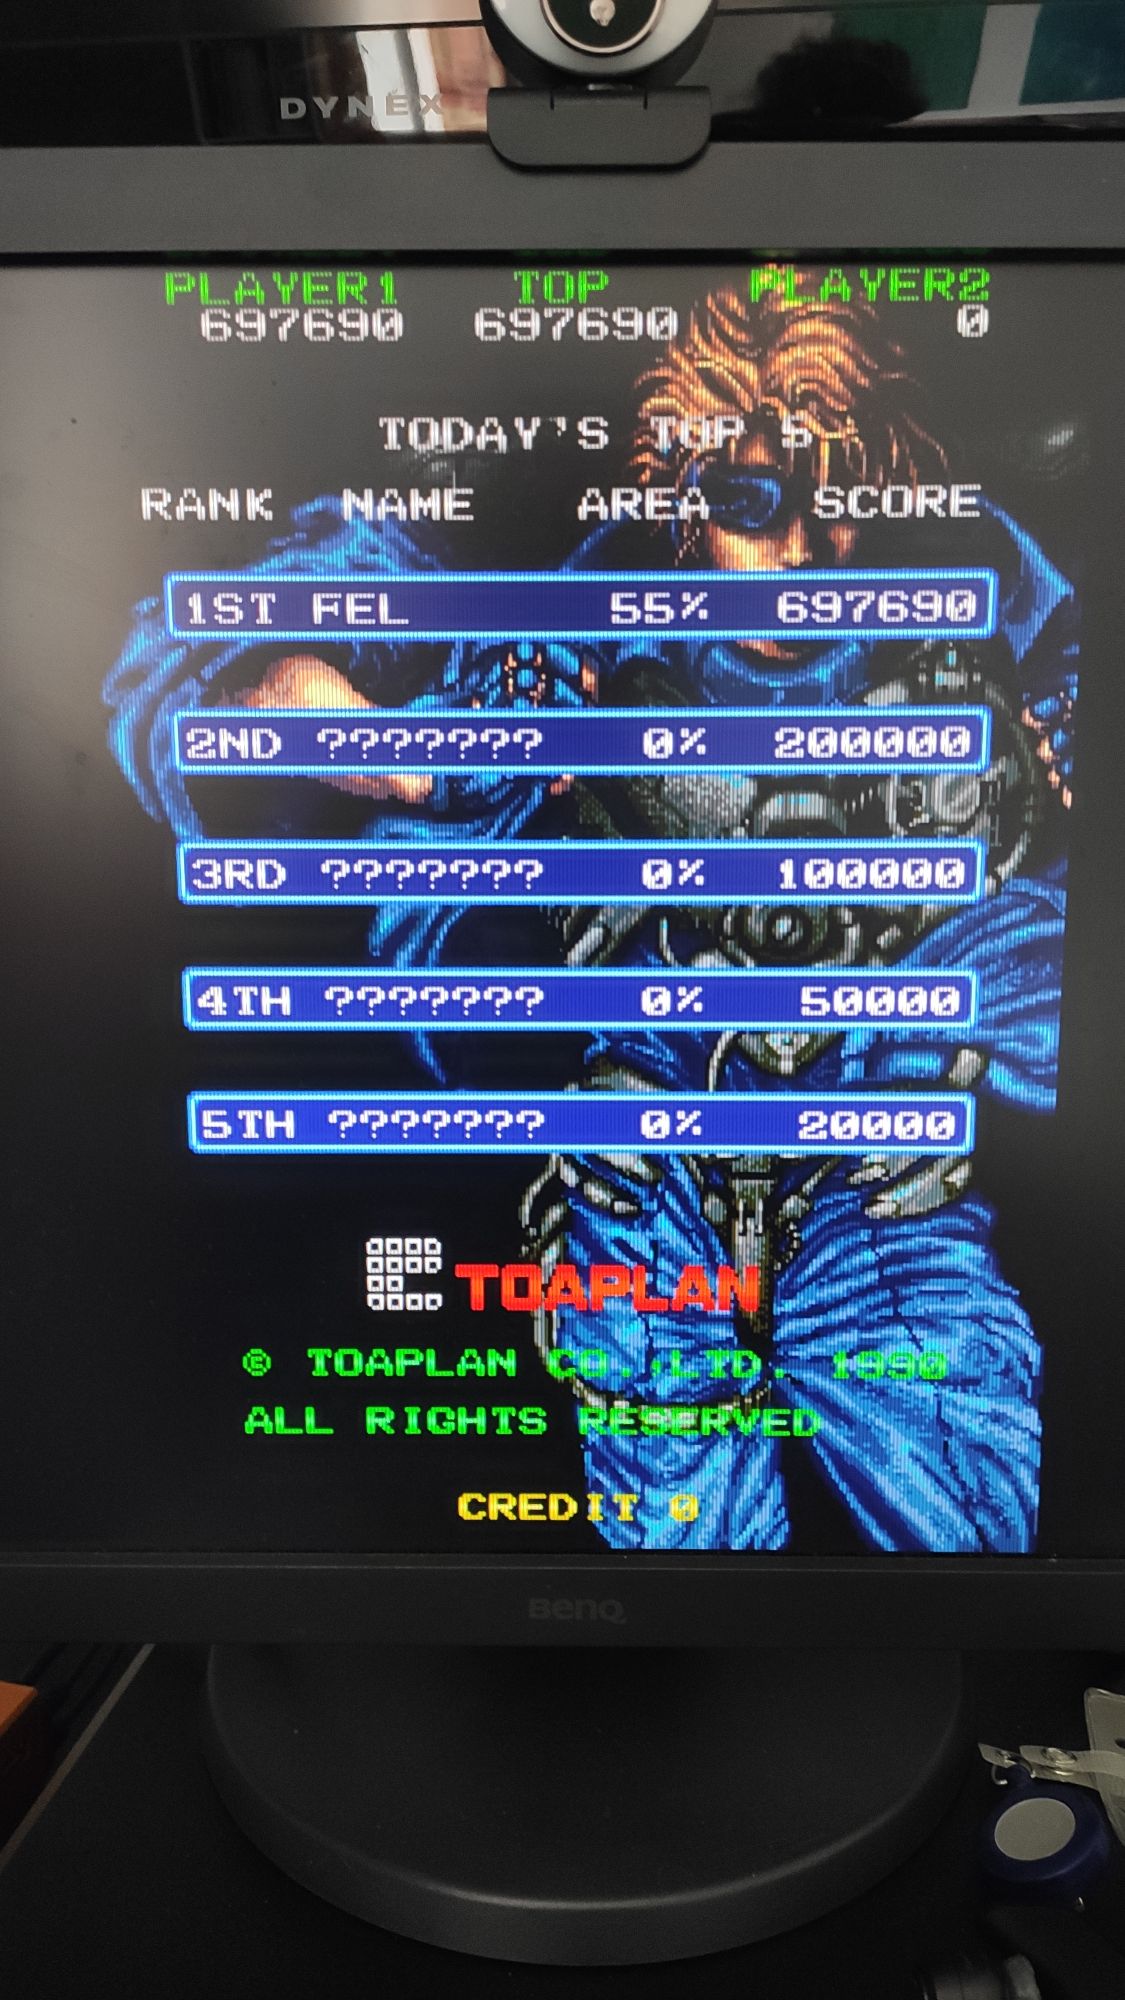 DYNEX
PLAYER1 TOP PLAYER2
697690 697690 0
TODAY'S TOP 5
RANK NAME AREA SCORE
1ST FEL 55% 697690
2ND ??????? 0% 200000
3RD ??????? 0% 100000
4TH ??????? 0% 50000
5TH ??????? 0% 20000
TOAPLAN
© TOAPLAN CO.,LTD. 1990
ALL RIGHTS RESERVED
CREDIT 0
BenQ